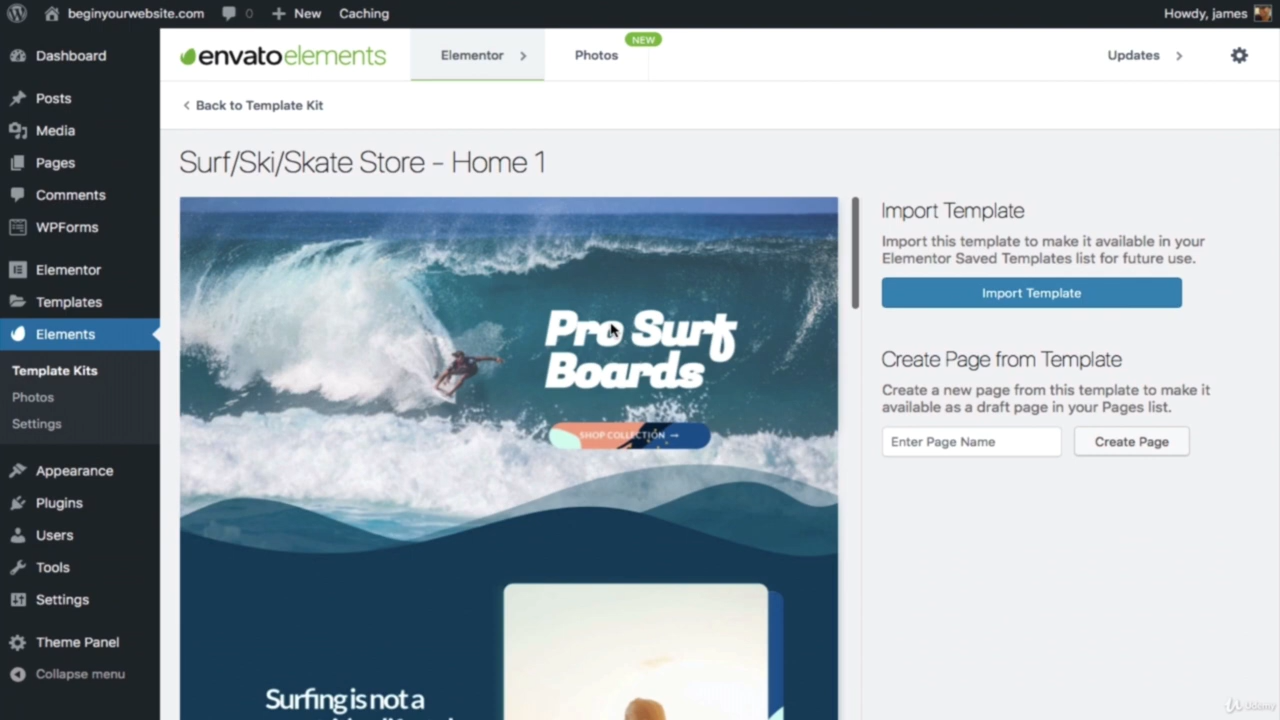 beginyourwebsite.com 0 New Caching Howdy, james
Dashboard
Posts
Media
Pages
Comments
WPForms
Elementor
Templates
Elements
Template Kits
Photos
Settings
Appearance
Plugins
Users
Tools
Settings
Theme Panel
Collapse menu
envatoelements Elementor Photos NEW Updates
Back to Template Kit
Surf/Ski/Skate Store – Home 1
Pro Surf
Boards
SHOP COLLECTION →
Surfing is not a
Import Template
Import this template to make it available in your
Elementor Saved Templates list for future use.
Import Template
Create Page from Template
Create a new page from this template to make it
available as a draft page in your Pages list.
Enter Page Name Create Page
Udemy